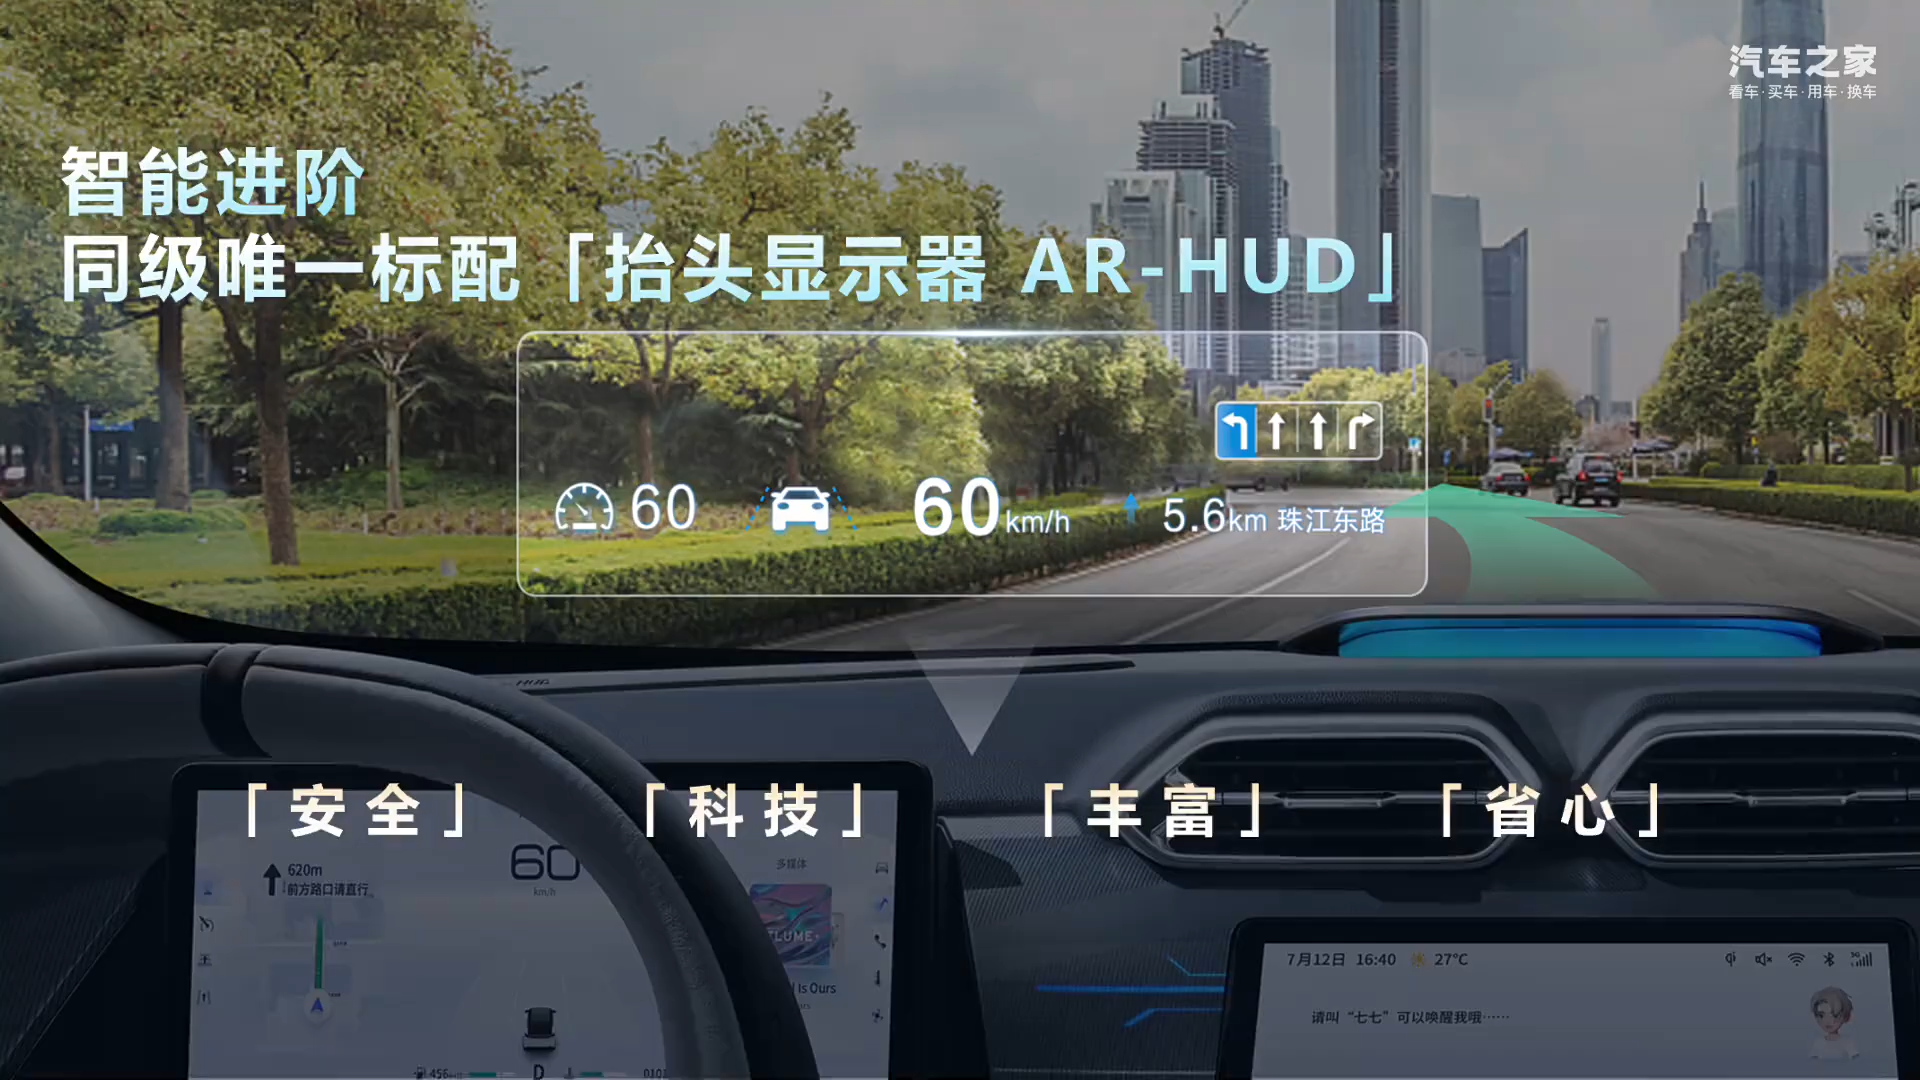 汽车之家
看车·买车·用车·换车
智能进阶
同级唯一标配「抬头显示器 AR-HUD」
60
60km/h
5.6km 珠江东路
HUD
「安全」
「科技」
「丰富」
「省心」
620m
前方路口请直行
60
km/h
多媒体
Is Ours
456
D
7月12日 16:40 27℃
请叫“七七”可以唤醒我哦……